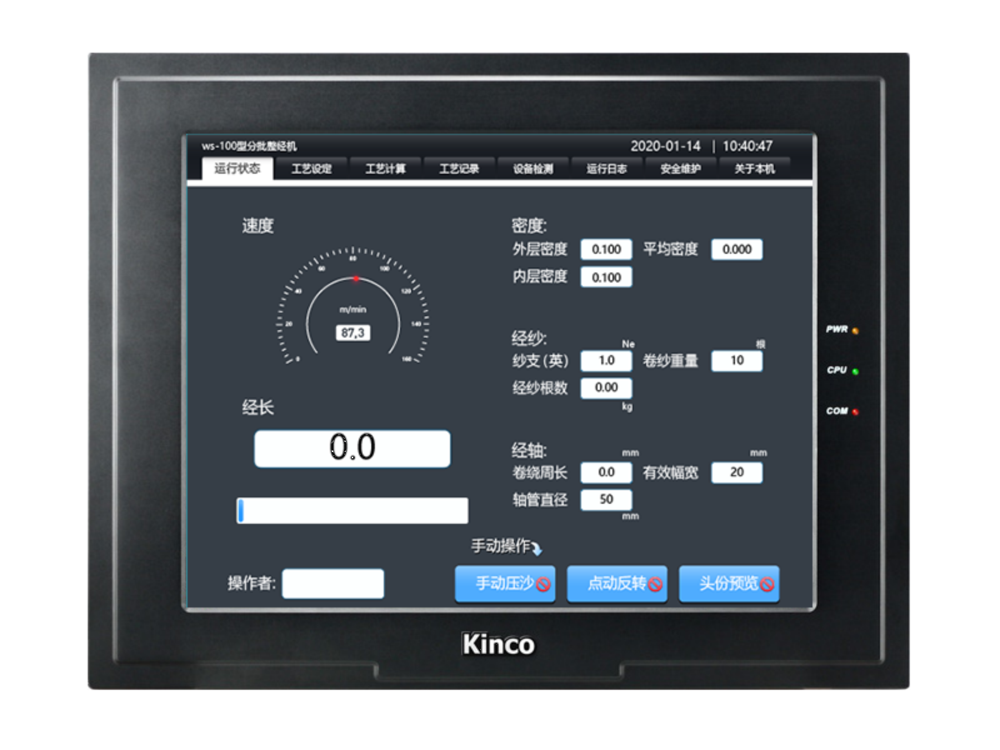 ws-100型分批整经机 2020-01-14 | 10:40:47
运行状态 工艺设定 工艺计算 工艺记录 设备检测 运行日志 安全维护 关于本机
速度
0 20 40 60 80 100 120 140 160
m/min
87,3
经长
0.0
密度:
外层密度 0.100 平均密度 0.000
内层密度 0.100
经纱: Ne 根
纱支(英) 1.0 卷纱重量 10
经纱根数 0.00
kg
经轴: mm mm
卷绕周长 0.0 有效幅宽 20
轴管直径 50
mm
手动操作
操作者: 手动压沙 点动反转 头份预览
PWR
CPU
COM
Kinco